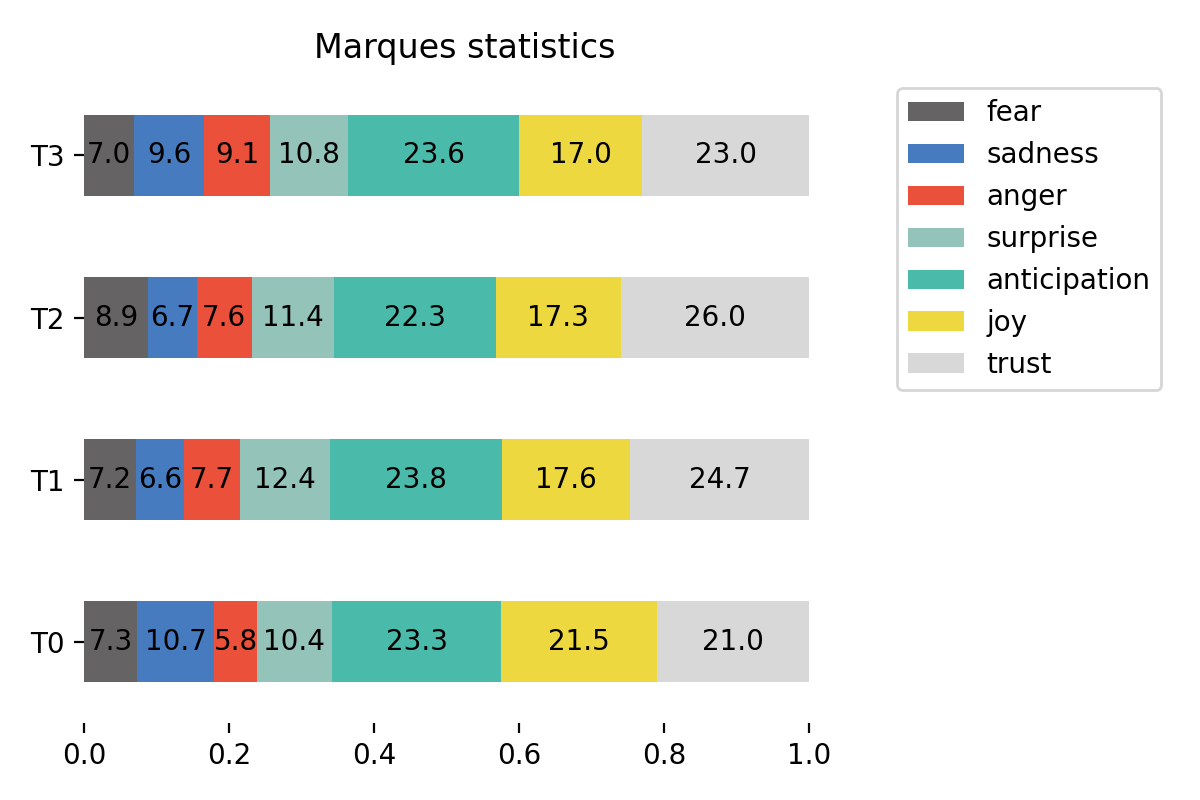 Marques statistics
fear
sadness
anger
surprise
anticipation
joy
trust
T3 7.0 9.6 9.1 10.8 23.6 17.0 23.0
T2 8.9 6.7 7.6 11.4 22.3 17.3 26.0
T1 7.2 6.6 7.7 12.4 23.8 17.6 24.7
T0 7.3 10.7 5.8 10.4 23.3 21.5 21.0
0.0 0.2 0.4 0.6 0.8 1.0